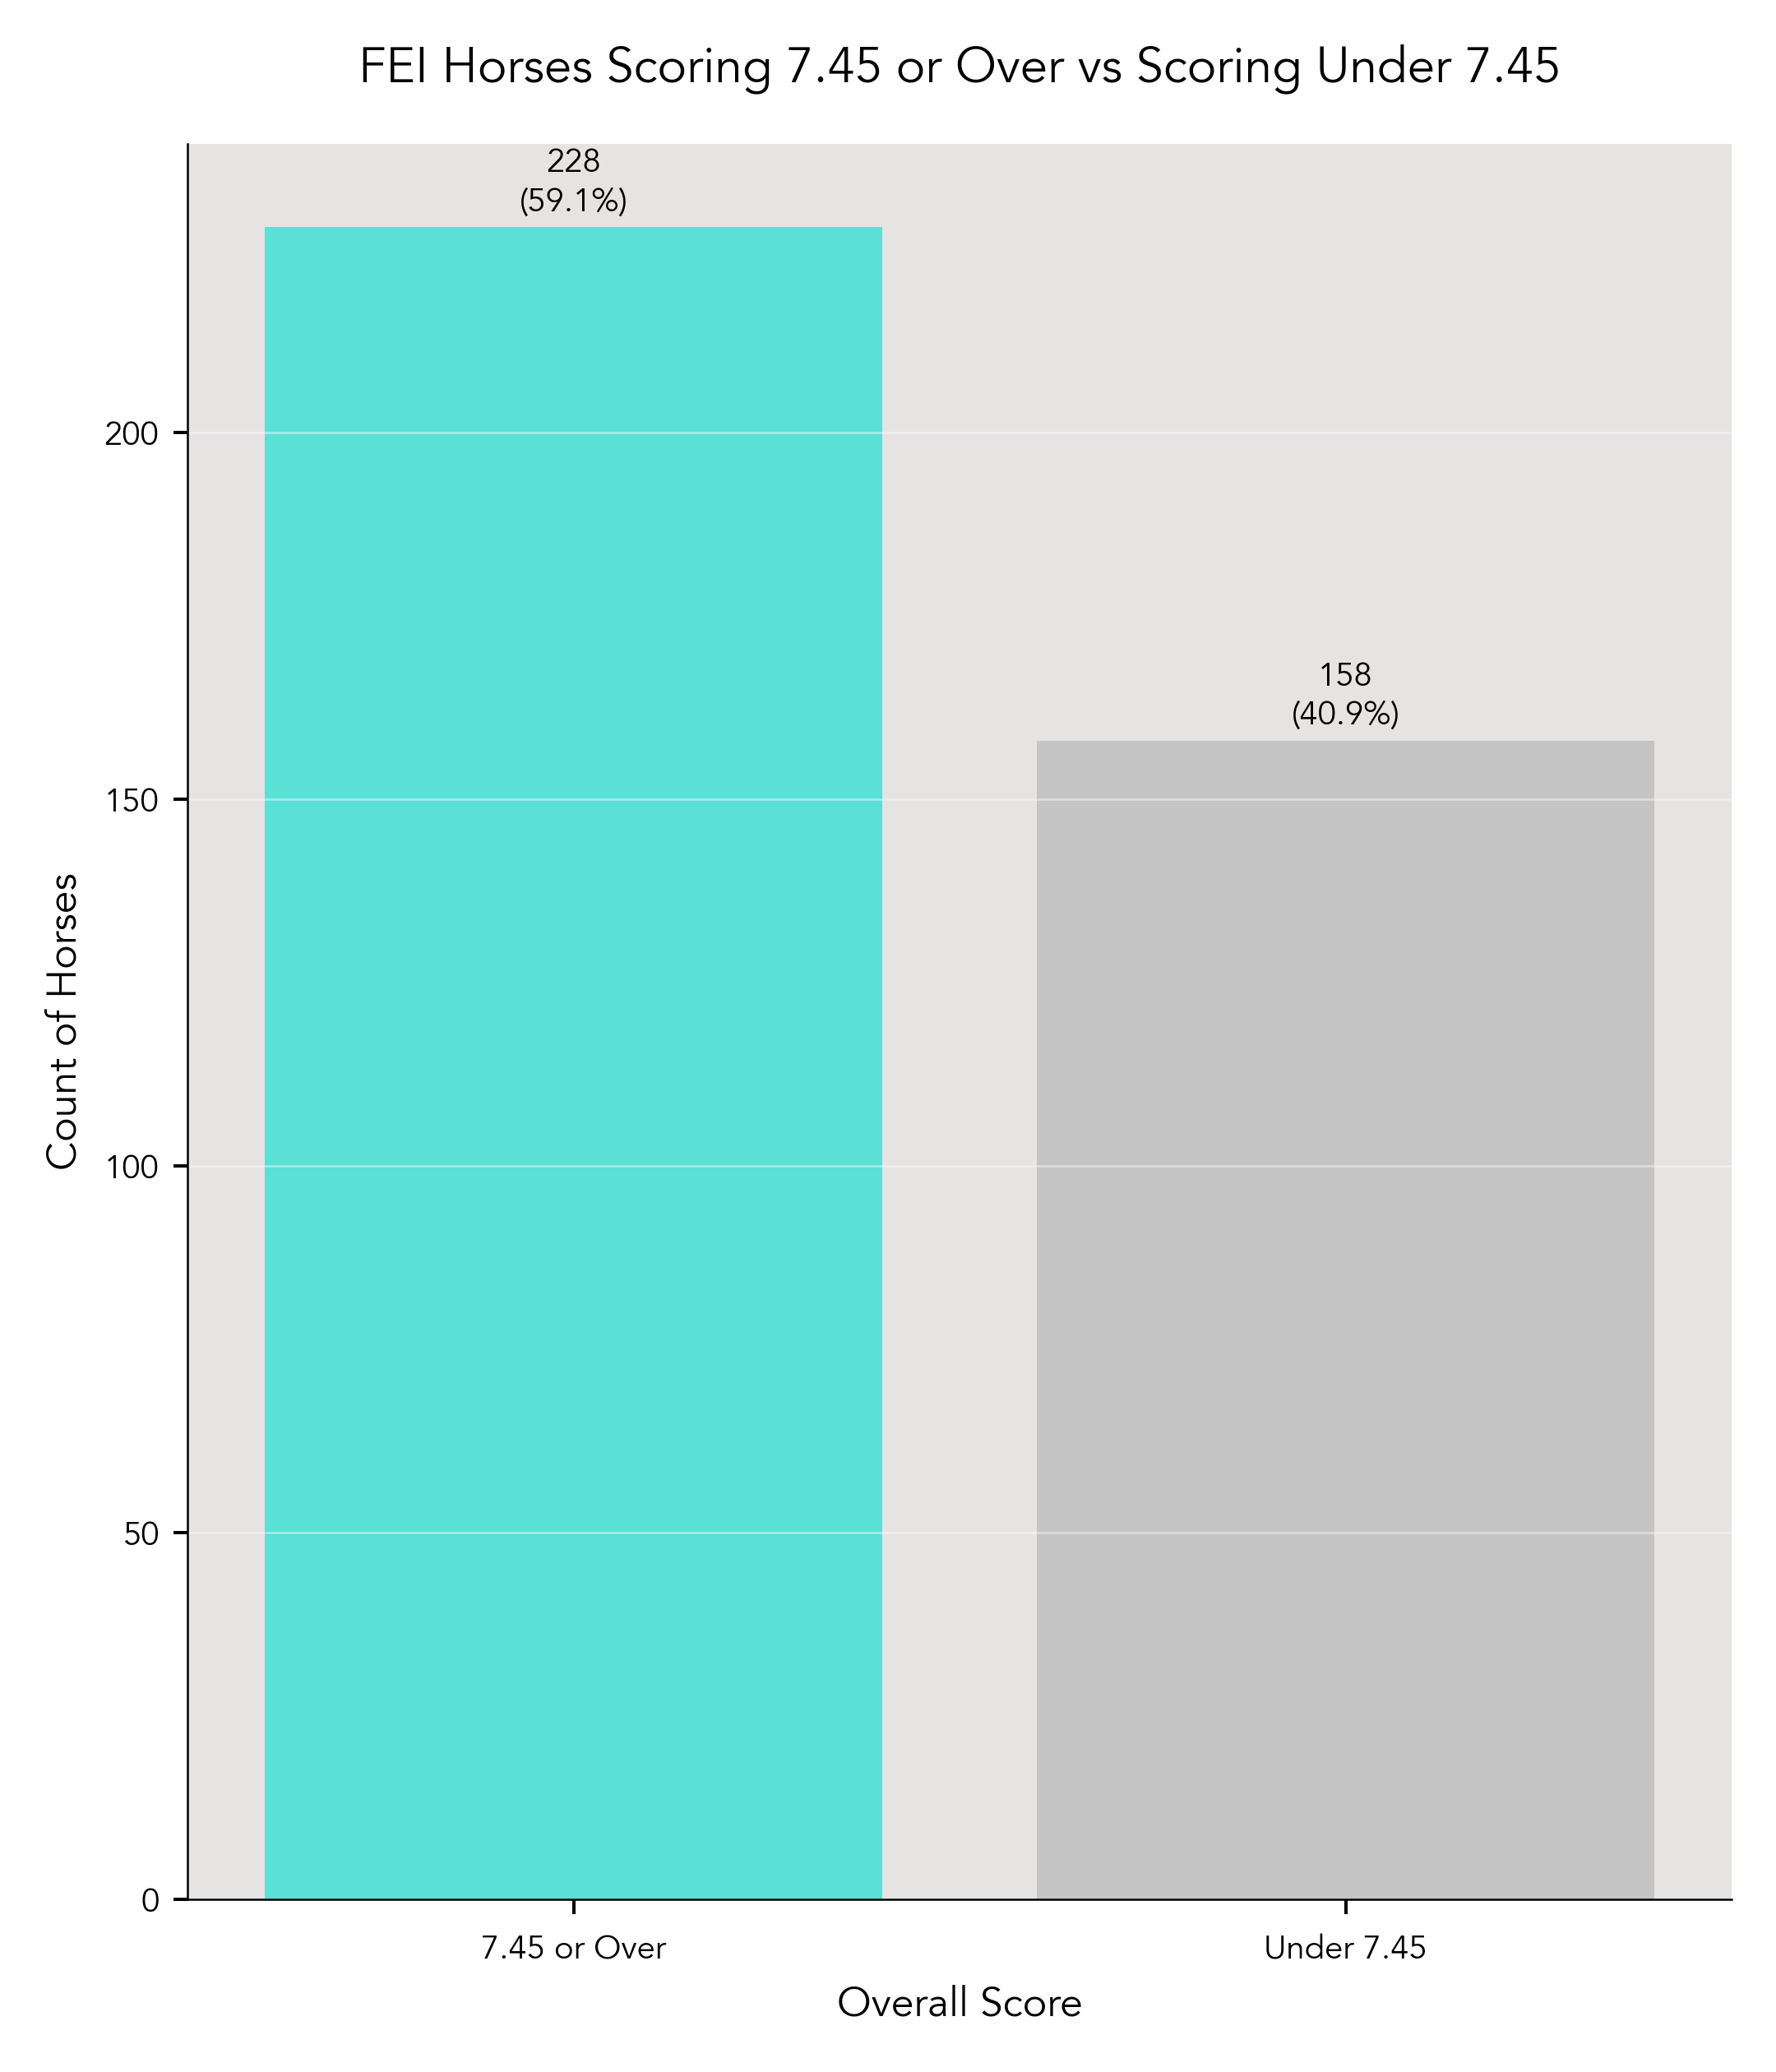 FEI Horses Scoring 7.45 or Over vs Scoring Under 7.45
228
(59.1%)
158
(40.9%)
200
150
100
50
0
Count of Horses
7.45 or Over
Under 7.45
Overall Score